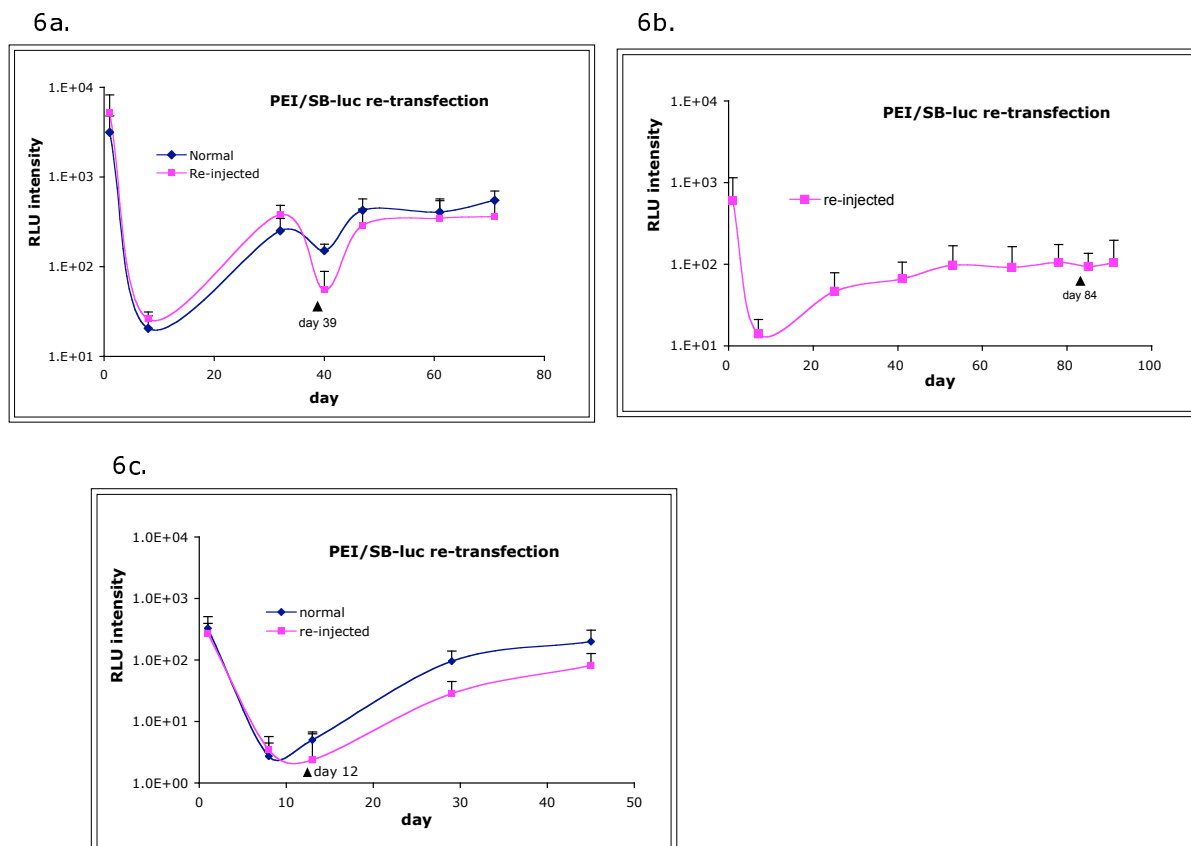 6a.
PEI/SB-luc re-transfection
RLU intensity
1.E+04
1.E+03
1.E+02
1.E+01
Normal
Re-injected
▲
day 39
0 20 40 60 80
day
6b.
PEI/SB-luc re-transfection
RLU intensity
1.E+04
1.E+03
1.E+02
1.E+01
re-injected
▲
day 84
0 20 40 60 80 100
day
6c.
PEI/SB-luc re-transfection
RLU intensity
1.0E+04
1.0E+03
1.0E+02
1.0E+01
1.0E+00
normal
re-injected
▲ day 12
0 10 20 30 40 50
day